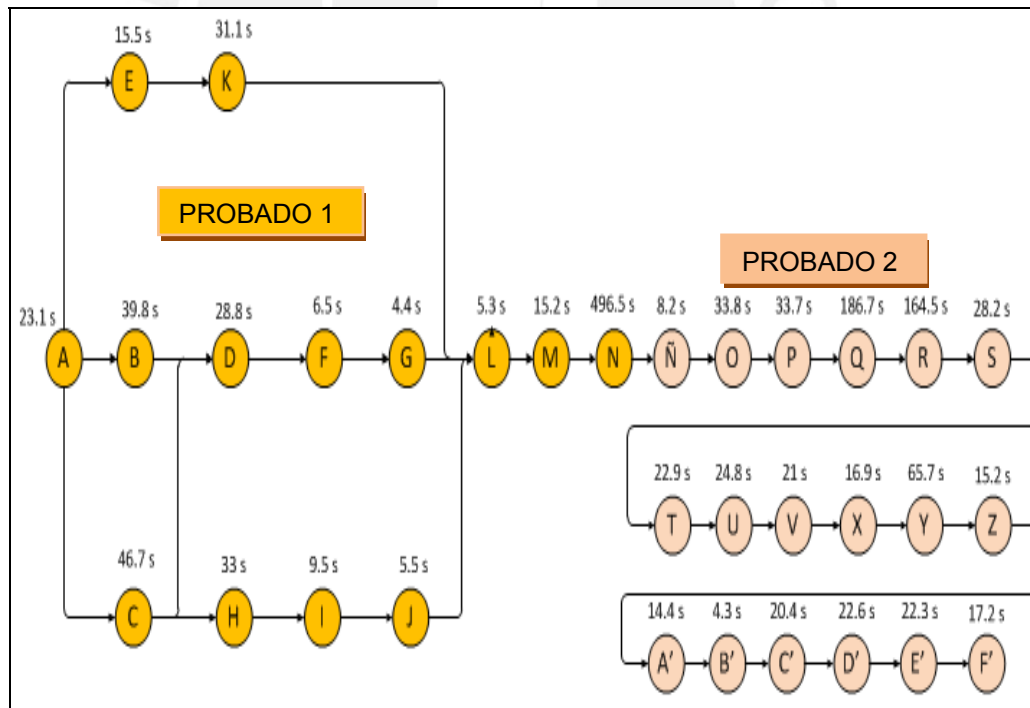 15.5 s 31.1 s
E K
PROBADO 1
PROBADO 2
23.1 s 39.8 s 28.8 s 6.5 s 4.4 s 5.3 s 15.2 s 496.5 s 8.2 s 33.8 s 33.7 s 186.7 s 164.5 s 28.2 s
A B D F G L M N Ñ O P Q R S
22.9 s 24.8 s 21 s 16.9 s 65.7 s 15.2 s
T U V X Y Z
46.7 s 33 s 9.5 s 5.5 s
C H I J
14.4 s 4.3 s 20.4 s 22.6 s 22.3 s 17.2 s
A' B' C' D' E' F'